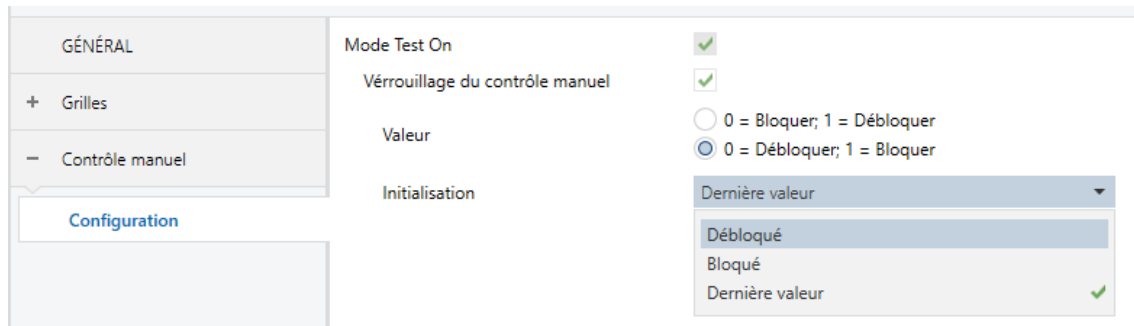 GÉNÉRAL
Mode Test On
Vérrouillage du contrôle manuel
+ Grilles
0 = Bloquer; 1 = Débloquer
Valeur
0 = Débloquer; 1 = Bloquer
− Contrôle manuel
Initialisation
Dernière valeur
Configuration
Débloqué
Bloqué
Dernière valeur